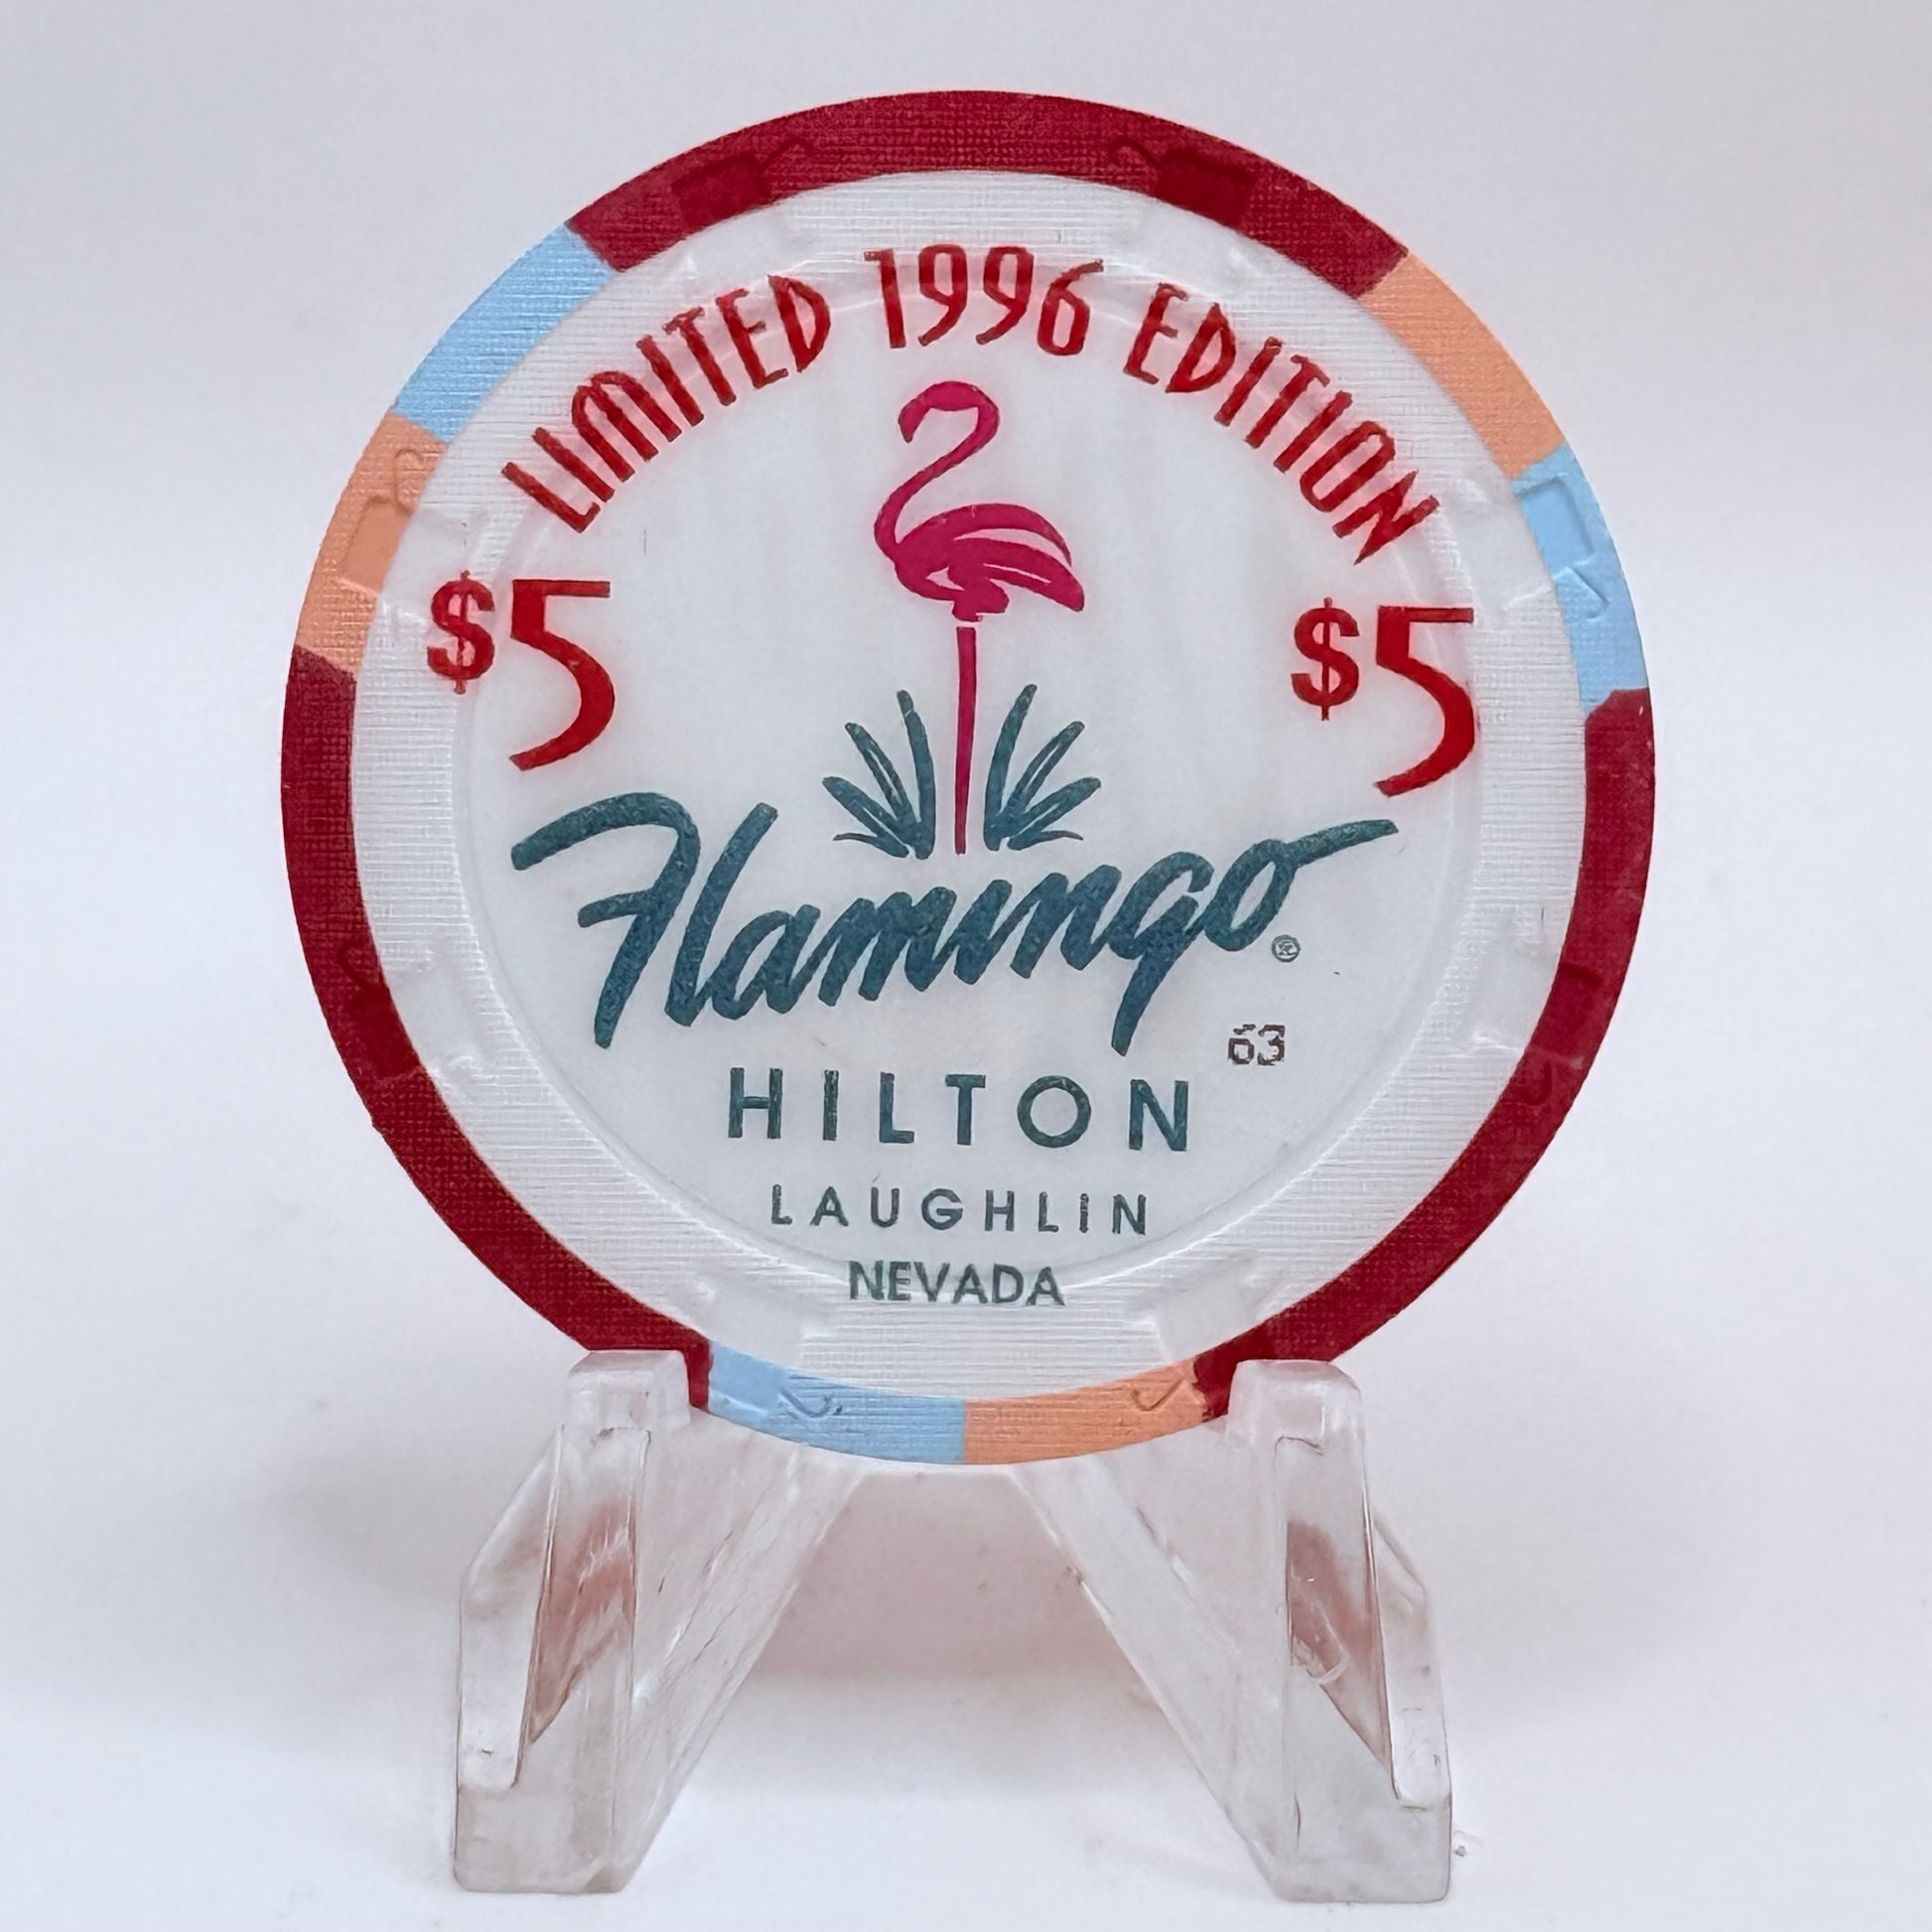 LIMITED 1996 EDITION
$5 $5
Flamingo®
63
HILTON
LAUGHLIN
NEVADA